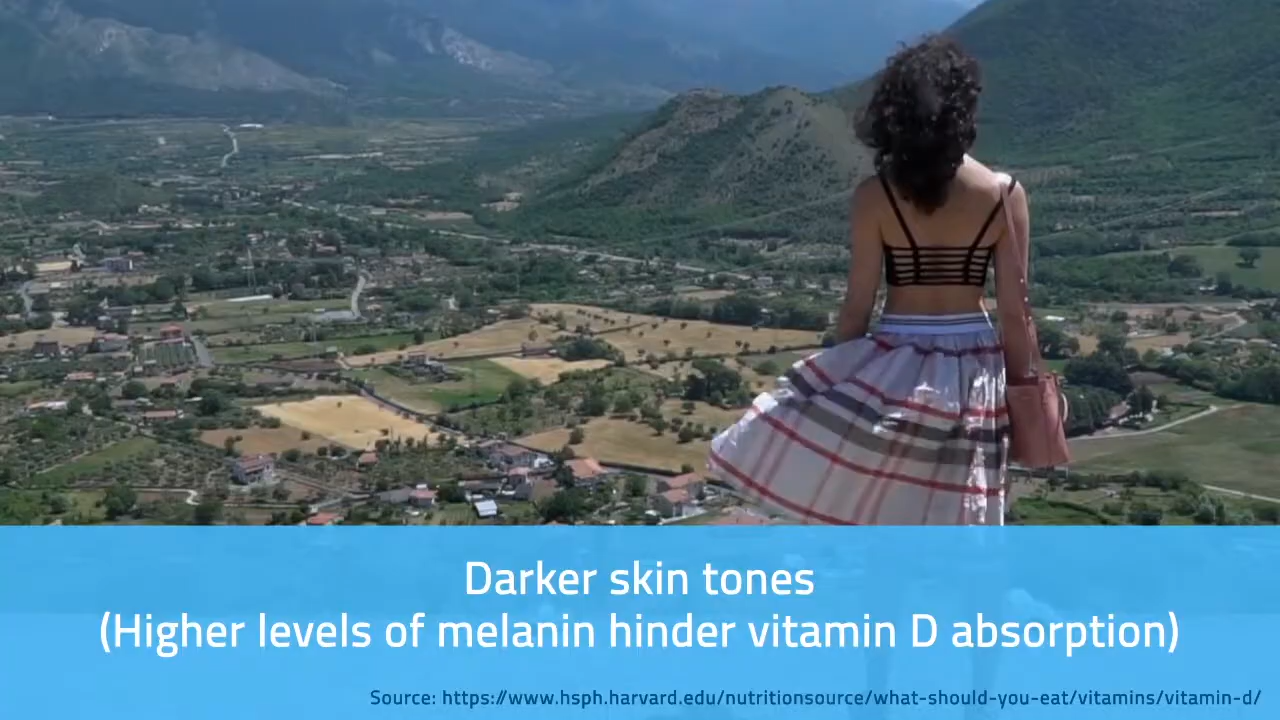 Darker skin tones
(Higher levels of melanin hinder vitamin D absorption)
Source: https://www.hsph.harvard.edu/nutritionsource/what-should-you-eat/vitamins/vitamin-d/